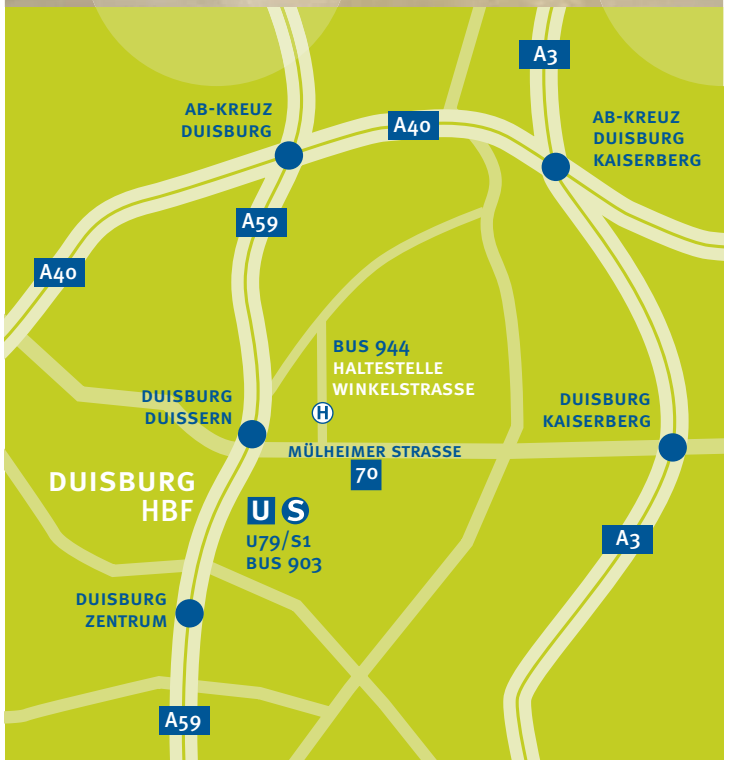 A3
AB-KREUZ
DUISBURG
A40
AB-KREUZ
DUISBURG
KAISERBERG
A59
A40
BUS 944
HALTESTELLE
WINKELSTRASSE
H
DUISBURG
DUISSERN
DUISBURG
KAISERBERG
MÜLHEIMER STRASSE
70
DUISBURG
HBF
U S
U79/S1
BUS 903
A3
DUISBURG
ZENTRUM
A59